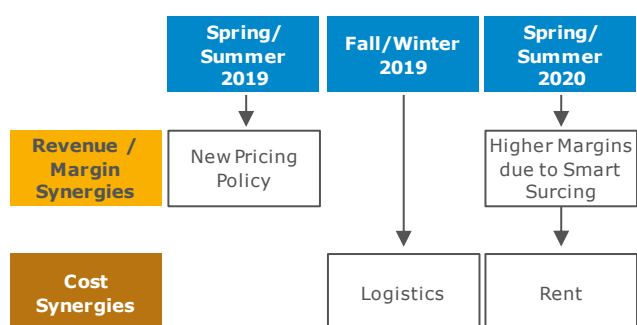 Spring/
Summer
2019
Fall/Winter
2019
Spring/
Summer
2020
Revenue /
Margin
Synergies
New Pricing
Policy
Higher Margins
due to Smart
Surcing
Cost
Synergies
Logistics
Rent